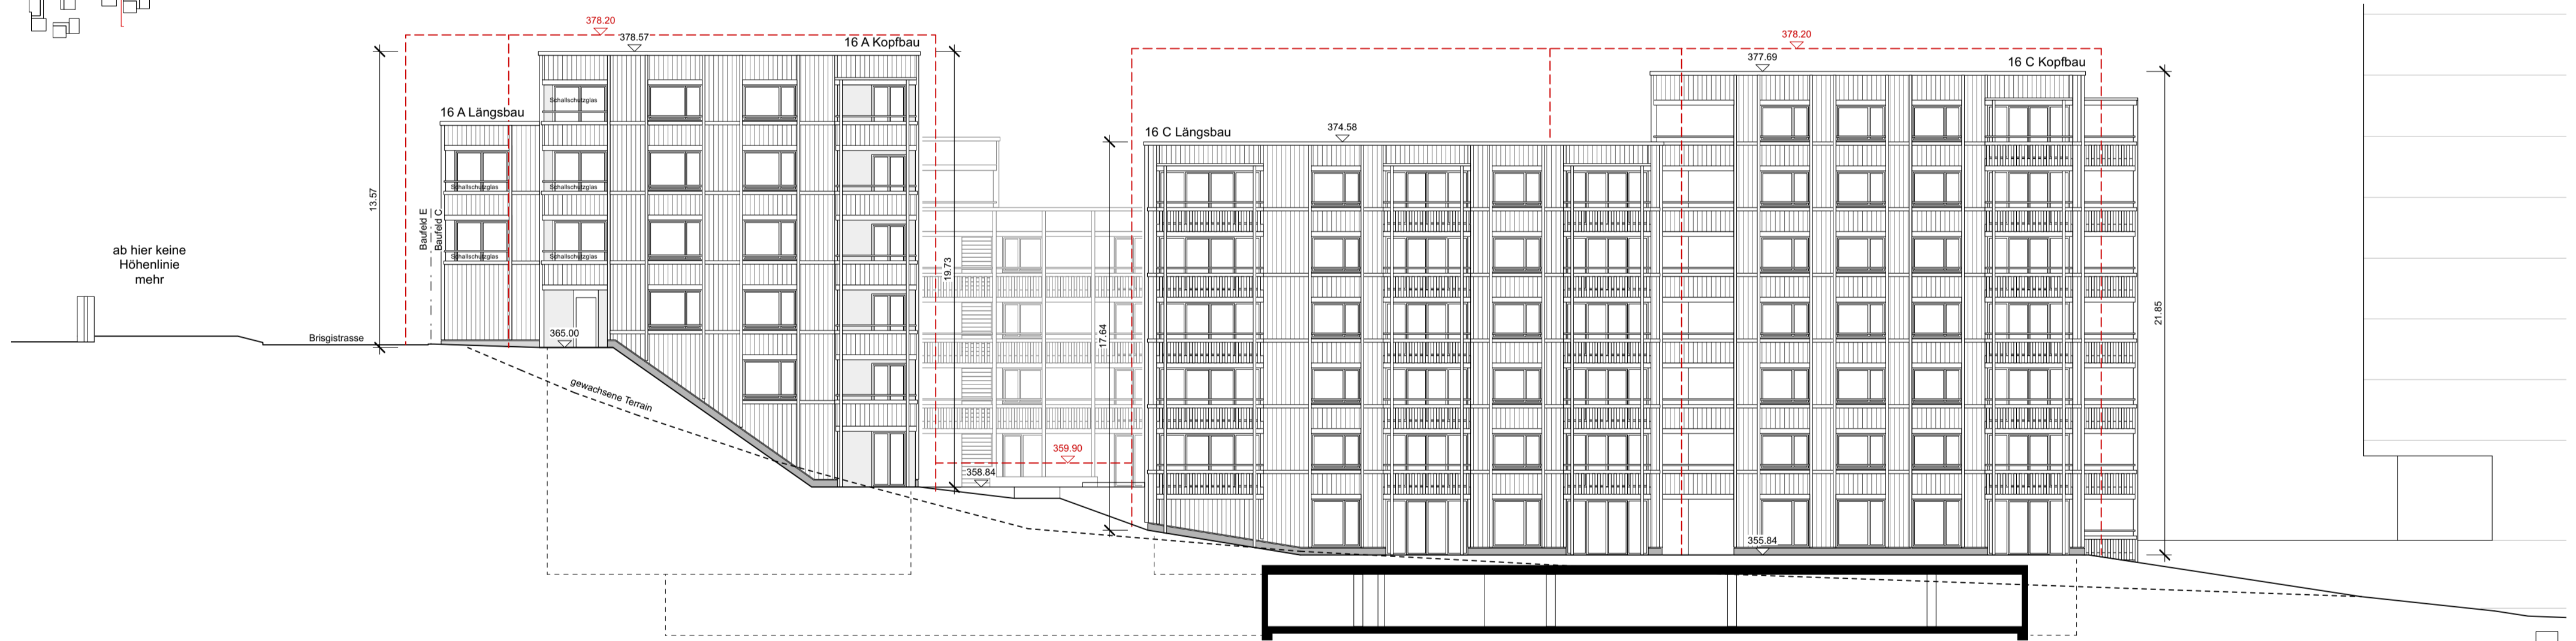 378.20
378.57
16 A Kopfbau
378.20
377.69
16 C Kopfbau
Schallschutzglas
16 A Längsbau
374.58
16 C Längsbau
13.57
Schallschutzglas
Schallschutzglas
Baufeld E
Baufeld C
ab hier keine
Höhenlinie
mehr
Schallschutzglas
Schallschutzglas
19.73
21.85
17.64
365.00
Brisgistrasse
gewachsene Terrain
359.90
358.84
355.84